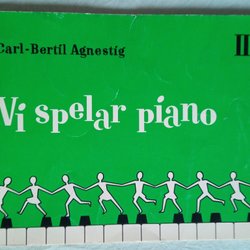 Carl-Bertil Agnestig
II
Vi spelar piano